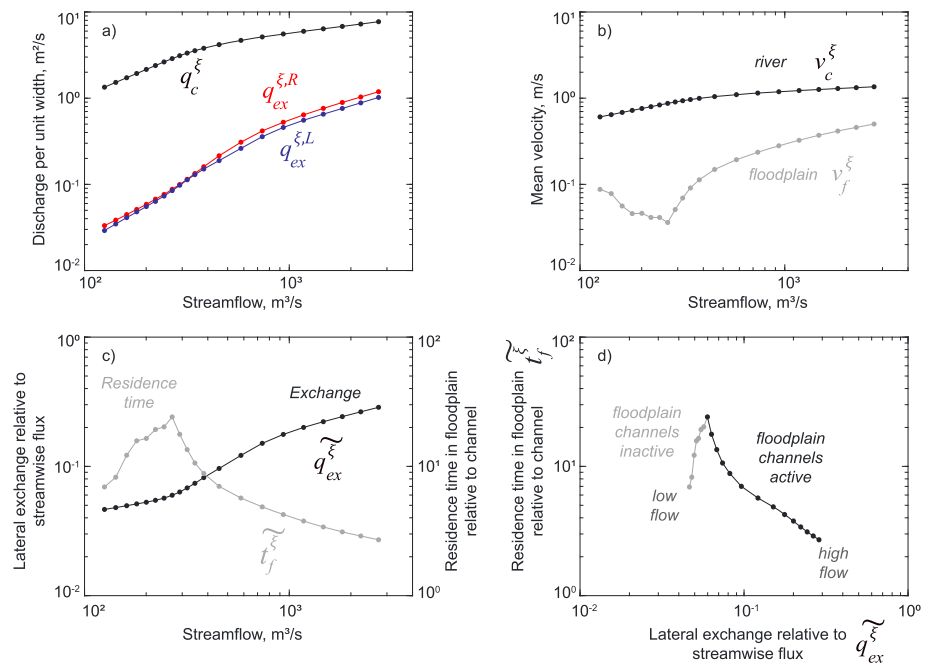 a)
10¹
10⁰
10⁻¹
10⁻²
10²
10³
Discharge per unit width, m²/s
Streamflow, m³/s
q_c^ξ
q_ex^ξ,R
q_ex^ξ,L
b)
10¹
10⁰
10⁻¹
10⁻²
10²
10³
Mean velocity, m/s
Streamflow, m³/s
river v_c^ξ
floodplain v_f^ξ
c)
10⁰
10⁻¹
10⁻²
10²
10¹
10⁰
10²
10³
Lateral exchange relative to
streamwise flux
Residence time in floodplain
relative to channel
Streamflow, m³/s
Residence
time
Exchange
q̃_ex^ξ
t̃_f^ξ
d)
10²
10¹
10⁰
10⁻²
10⁻¹
10⁰
Residence time in floodplain t̃_f^ξ
relative to channel
floodplain
channels
inactive
floodplain
channels
active
low
flow
high
flow
Lateral exchange relative to
streamwise flux q̃_ex^ξ